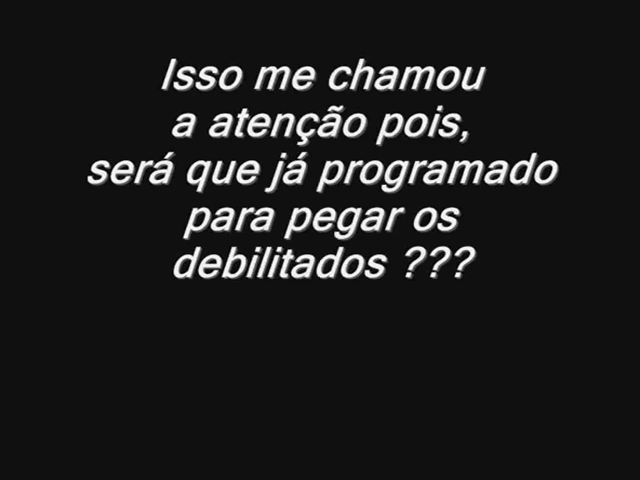 Isso me chamou
a atenção pois,
será que já programado
para pegar os
debilitados ???